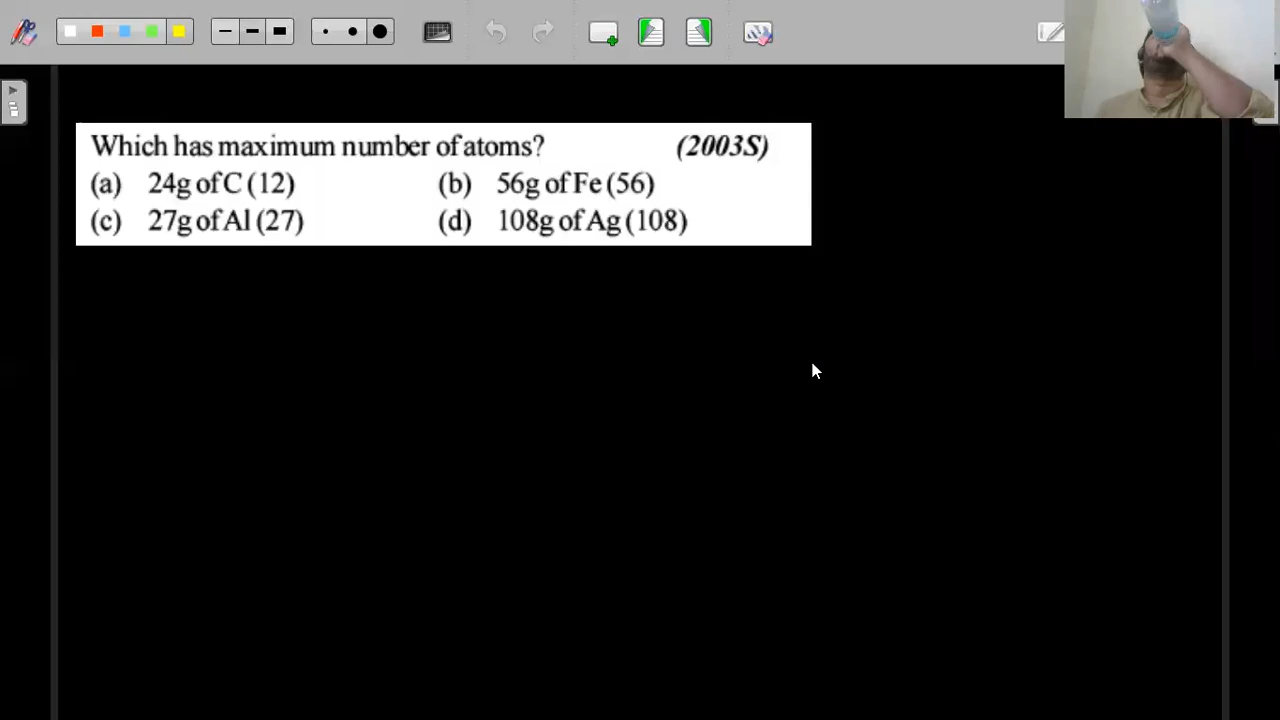 Which has maximum number of atoms? (2003S)
(a) 24g of C (12) (b) 56g of Fe (56)
(c) 27g of Al (27) (d) 108g of Ag (108)